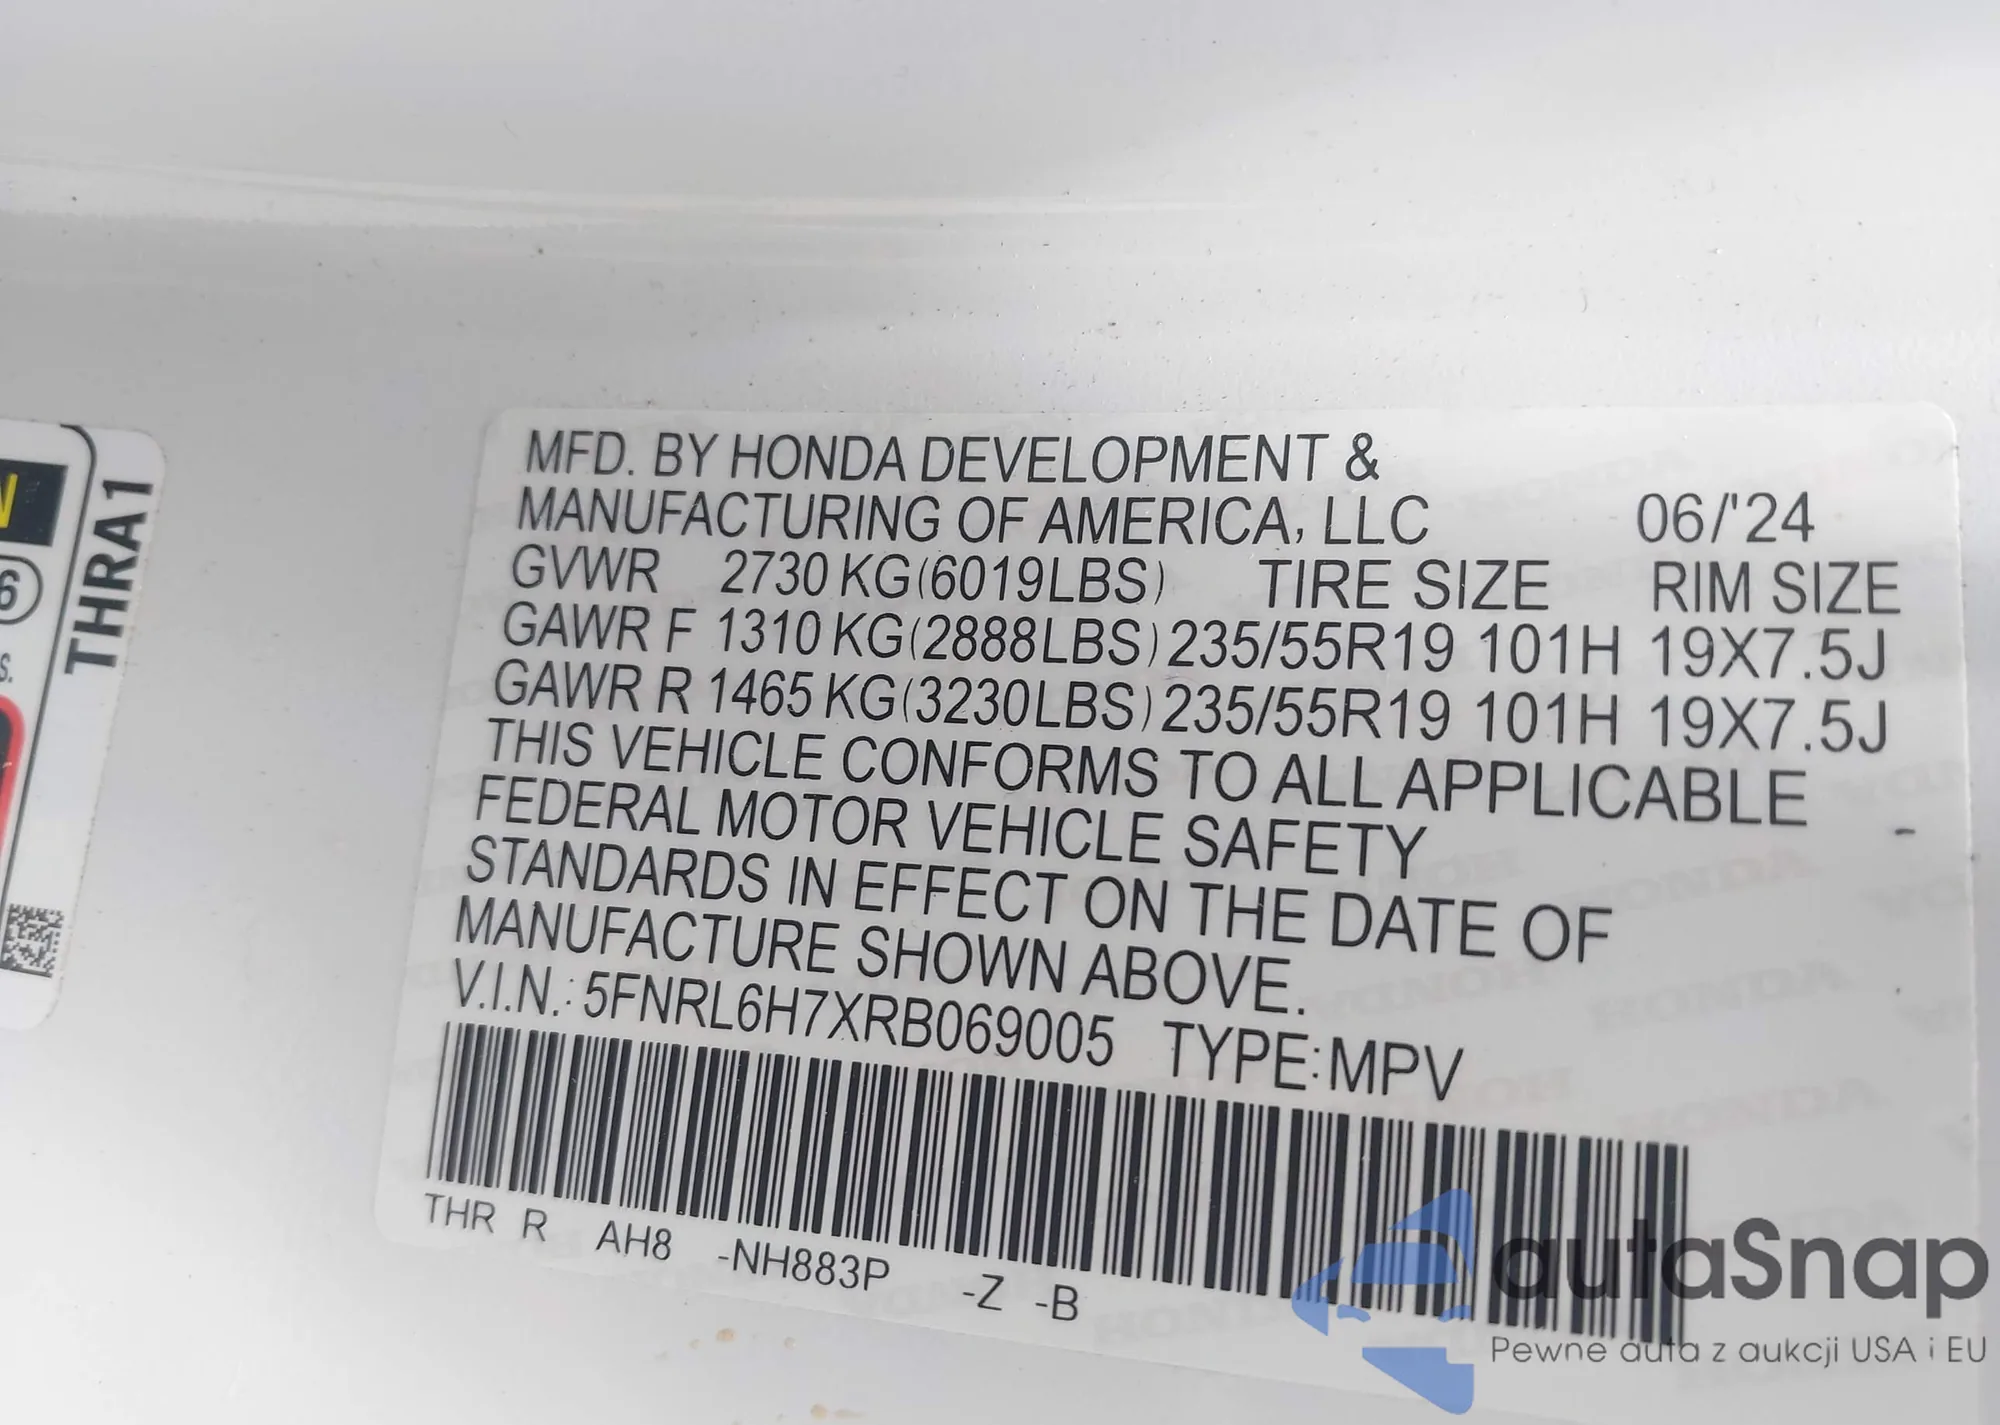 MFD. BY HONDA DEVELOPMENT &
MANUFACTURING OF AMERICA, LLC 06/'24
GVWR 2730 KG(6019LBS) TIRE SIZE RIM SIZE
GAWR F 1310 KG(2888LBS) 235/55R19 101H 19X7.5J
GAWR R 1465 KG(3230LBS) 235/55R19 101H 19X7.5J
THIS VEHICLE CONFORMS TO ALL APPLICABLE
FEDERAL MOTOR VEHICLE SAFETY
STANDARDS IN EFFECT ON THE DATE OF
MANUFACTURE SHOWN ABOVE.
V.I.N.: 5FNRL6H7XRB069005 TYPE:MPV
THR R AH8 -NH883P -Z -B
THRA1
N
6
S.
autaSnap
Pewne auta z aukcji USA i EU